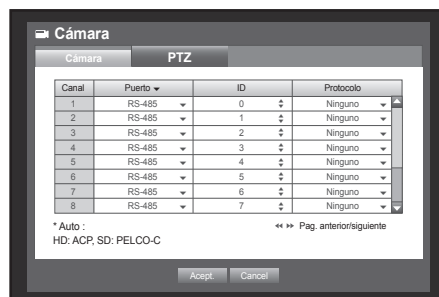 Cámara
Cámara PTZ
Canal Puerto ID Protocolo
1 RS-485 0 Ninguno
2 RS-485 1 Ninguno
3 RS-485 2 Ninguno
4 RS-485 3 Ninguno
5 RS-485 4 Ninguno
6 RS-485 5 Ninguno
7 RS-485 6 Ninguno
8 RS-485 7 Ninguno
* Auto :
Pag. anterior/siguiente
HD: ACP, SD: PELCO-C
Acept. Cancel